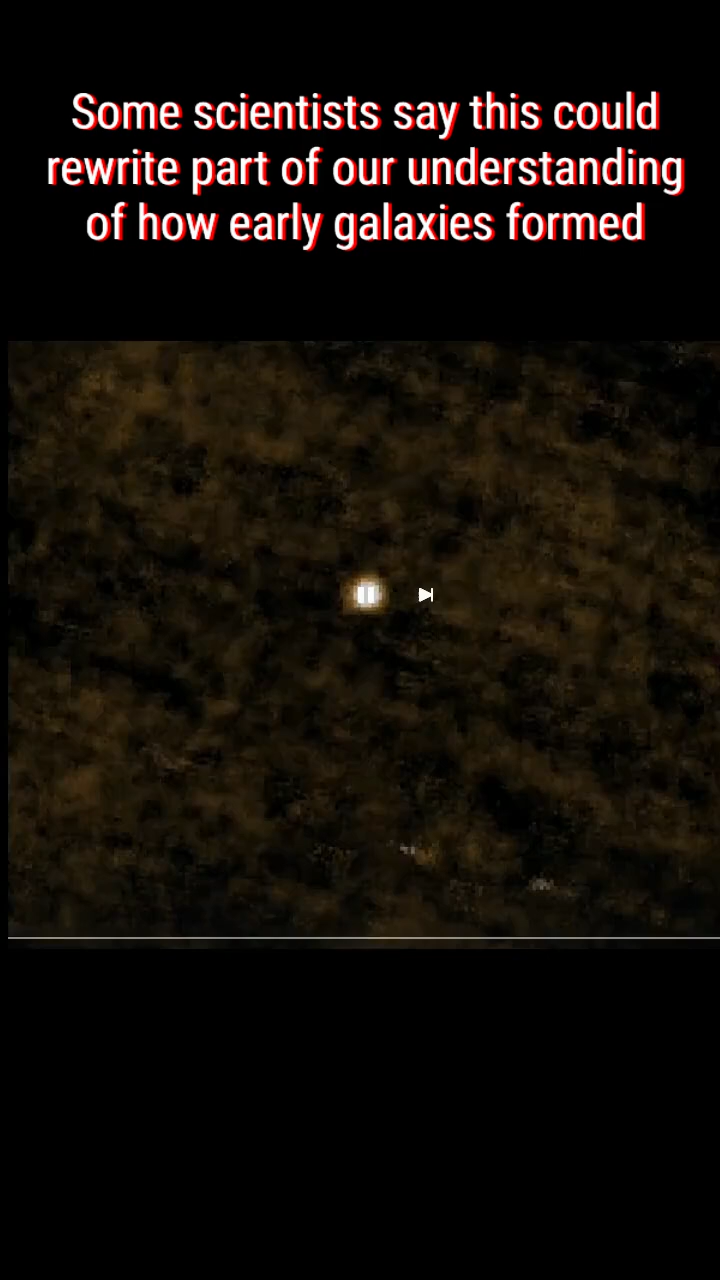 Some scientists say this could
rewrite part of our understanding
of how early galaxies formed